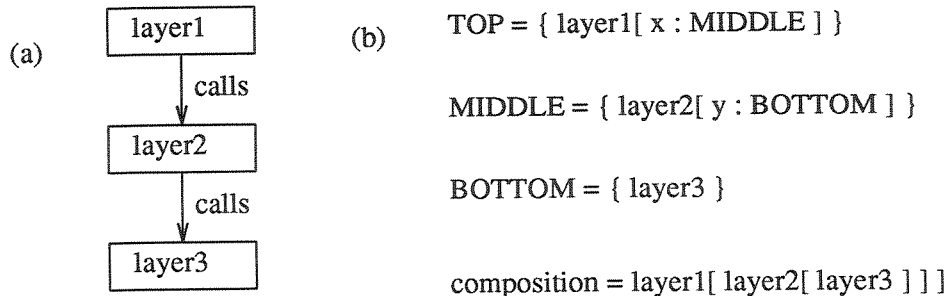 (a)
layer1
calls
layer2
calls
layer3
(b)
TOP = { layer1[ x : MIDDLE ] }
MIDDLE = { layer2[ y : BOTTOM ] }
BOTTOM = { layer3 }
composition = layer1[ layer2[ layer3 ] ] ]